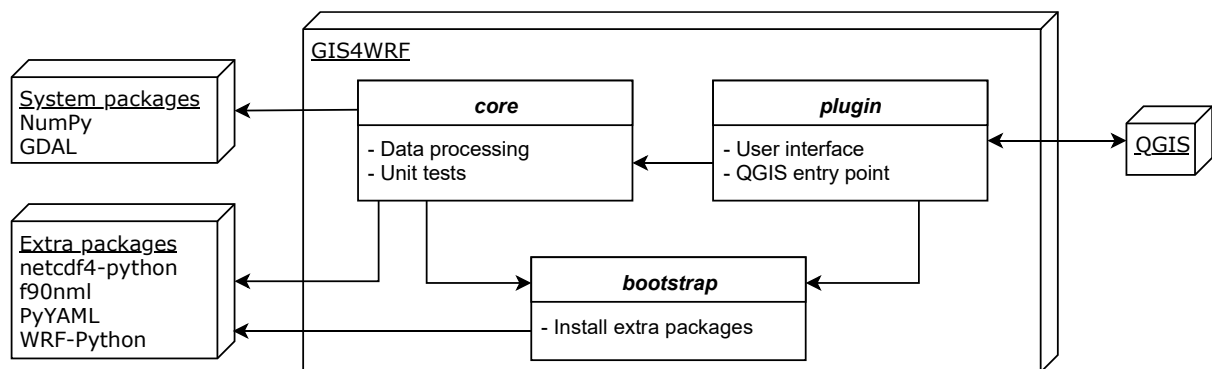 GIS4WRF
System packages
NumPy
GDAL
core
- Data processing
- Unit tests
plugin
- User interface
- QGIS entry point
QGIS
Extra packages
netcdf4-python
f90nml
PyYAML
WRF-Python
bootstrap
- Install extra packages